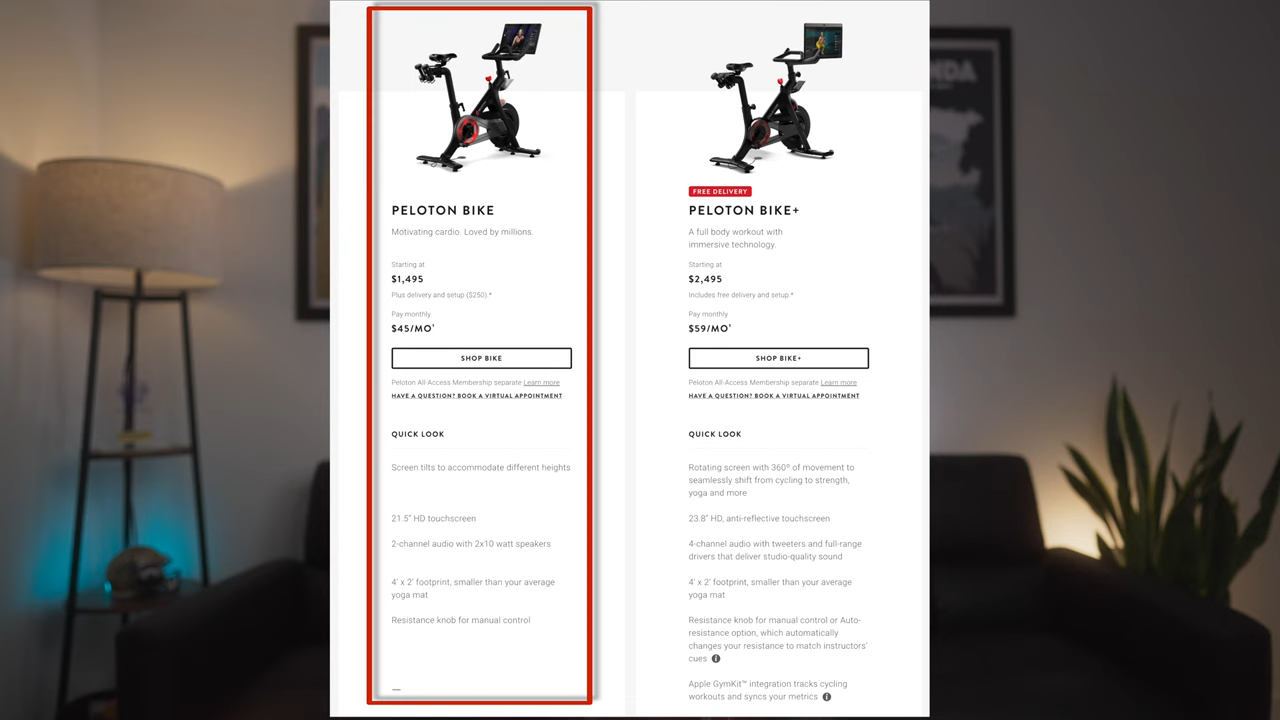 PELOTON BIKE
Motivating cardio. Loved by millions.
Starting at
$1,495
Plus delivery and setup ($250).*
Pay monthly
$45/MO¹
SHOP BIKE
Peloton All-Access Membership separate Learn more
HAVE A QUESTION? BOOK A VIRTUAL APPOINTMENT
QUICK LOOK
Screen tilts to accommodate different heights
21.5" HD touchscreen
2-channel audio with 2x10 watt speakers
4' x 2' footprint, smaller than your average
yoga mat
Resistance knob for manual control
—
FREE DELIVERY
PELOTON BIKE+
A full body workout with
immersive technology.
Starting at
$2,495
Includes free delivery and setup.*
Pay monthly
$59/MO¹
SHOP BIKE+
Peloton All-Access Membership separate Learn more
HAVE A QUESTION? BOOK A VIRTUAL APPOINTMENT
QUICK LOOK
Rotating screen with 360º of movement to
seamlessly shift from cycling to strength,
yoga and more
23.8" HD, anti-reflective touchscreen
4-channel audio with tweeters and full-range
drivers that deliver studio-quality sound
4' x 2' footprint, smaller than your average
yoga mat
Resistance knob for manual control or Auto-
resistance option, which automatically
changes your resistance to match instructors'
cues
Apple GymKit™ integration tracks cycling
workouts and syncs your metrics